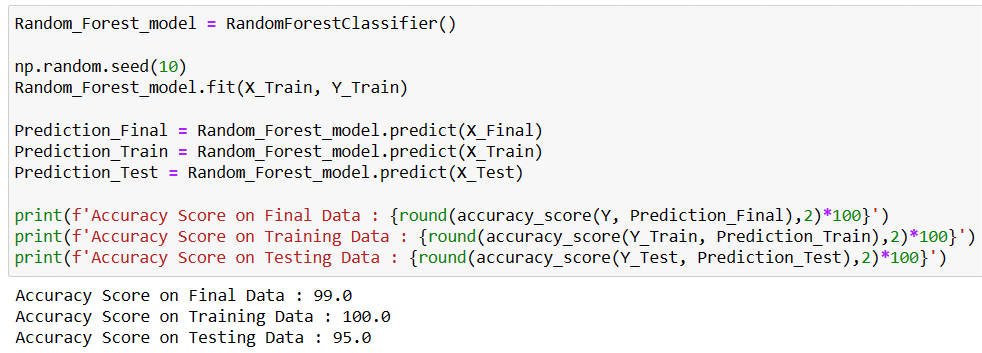 Random_Forest_model = RandomForestClassifier()
np.random.seed(10)
Random_Forest_model.fit(X_Train, Y_Train)
Prediction_Final = Random_Forest_model.predict(X_Final)
Prediction_Train = Random_Forest_model.predict(X_Train)
Prediction_Test = Random_Forest_model.predict(X_Test)
print(f'Accuracy Score on Final Data : {round(accuracy_score(Y, Prediction_Final),2)*100}')
print(f'Accuracy Score on Training Data : {round(accuracy_score(Y_Train, Prediction_Train),2)*100}')
print(f'Accuracy Score on Testing Data : {round(accuracy_score(Y_Test, Prediction_Test),2)*100}')
Accuracy Score on Final Data : 99.0
Accuracy Score on Training Data : 100.0
Accuracy Score on Testing Data : 95.0